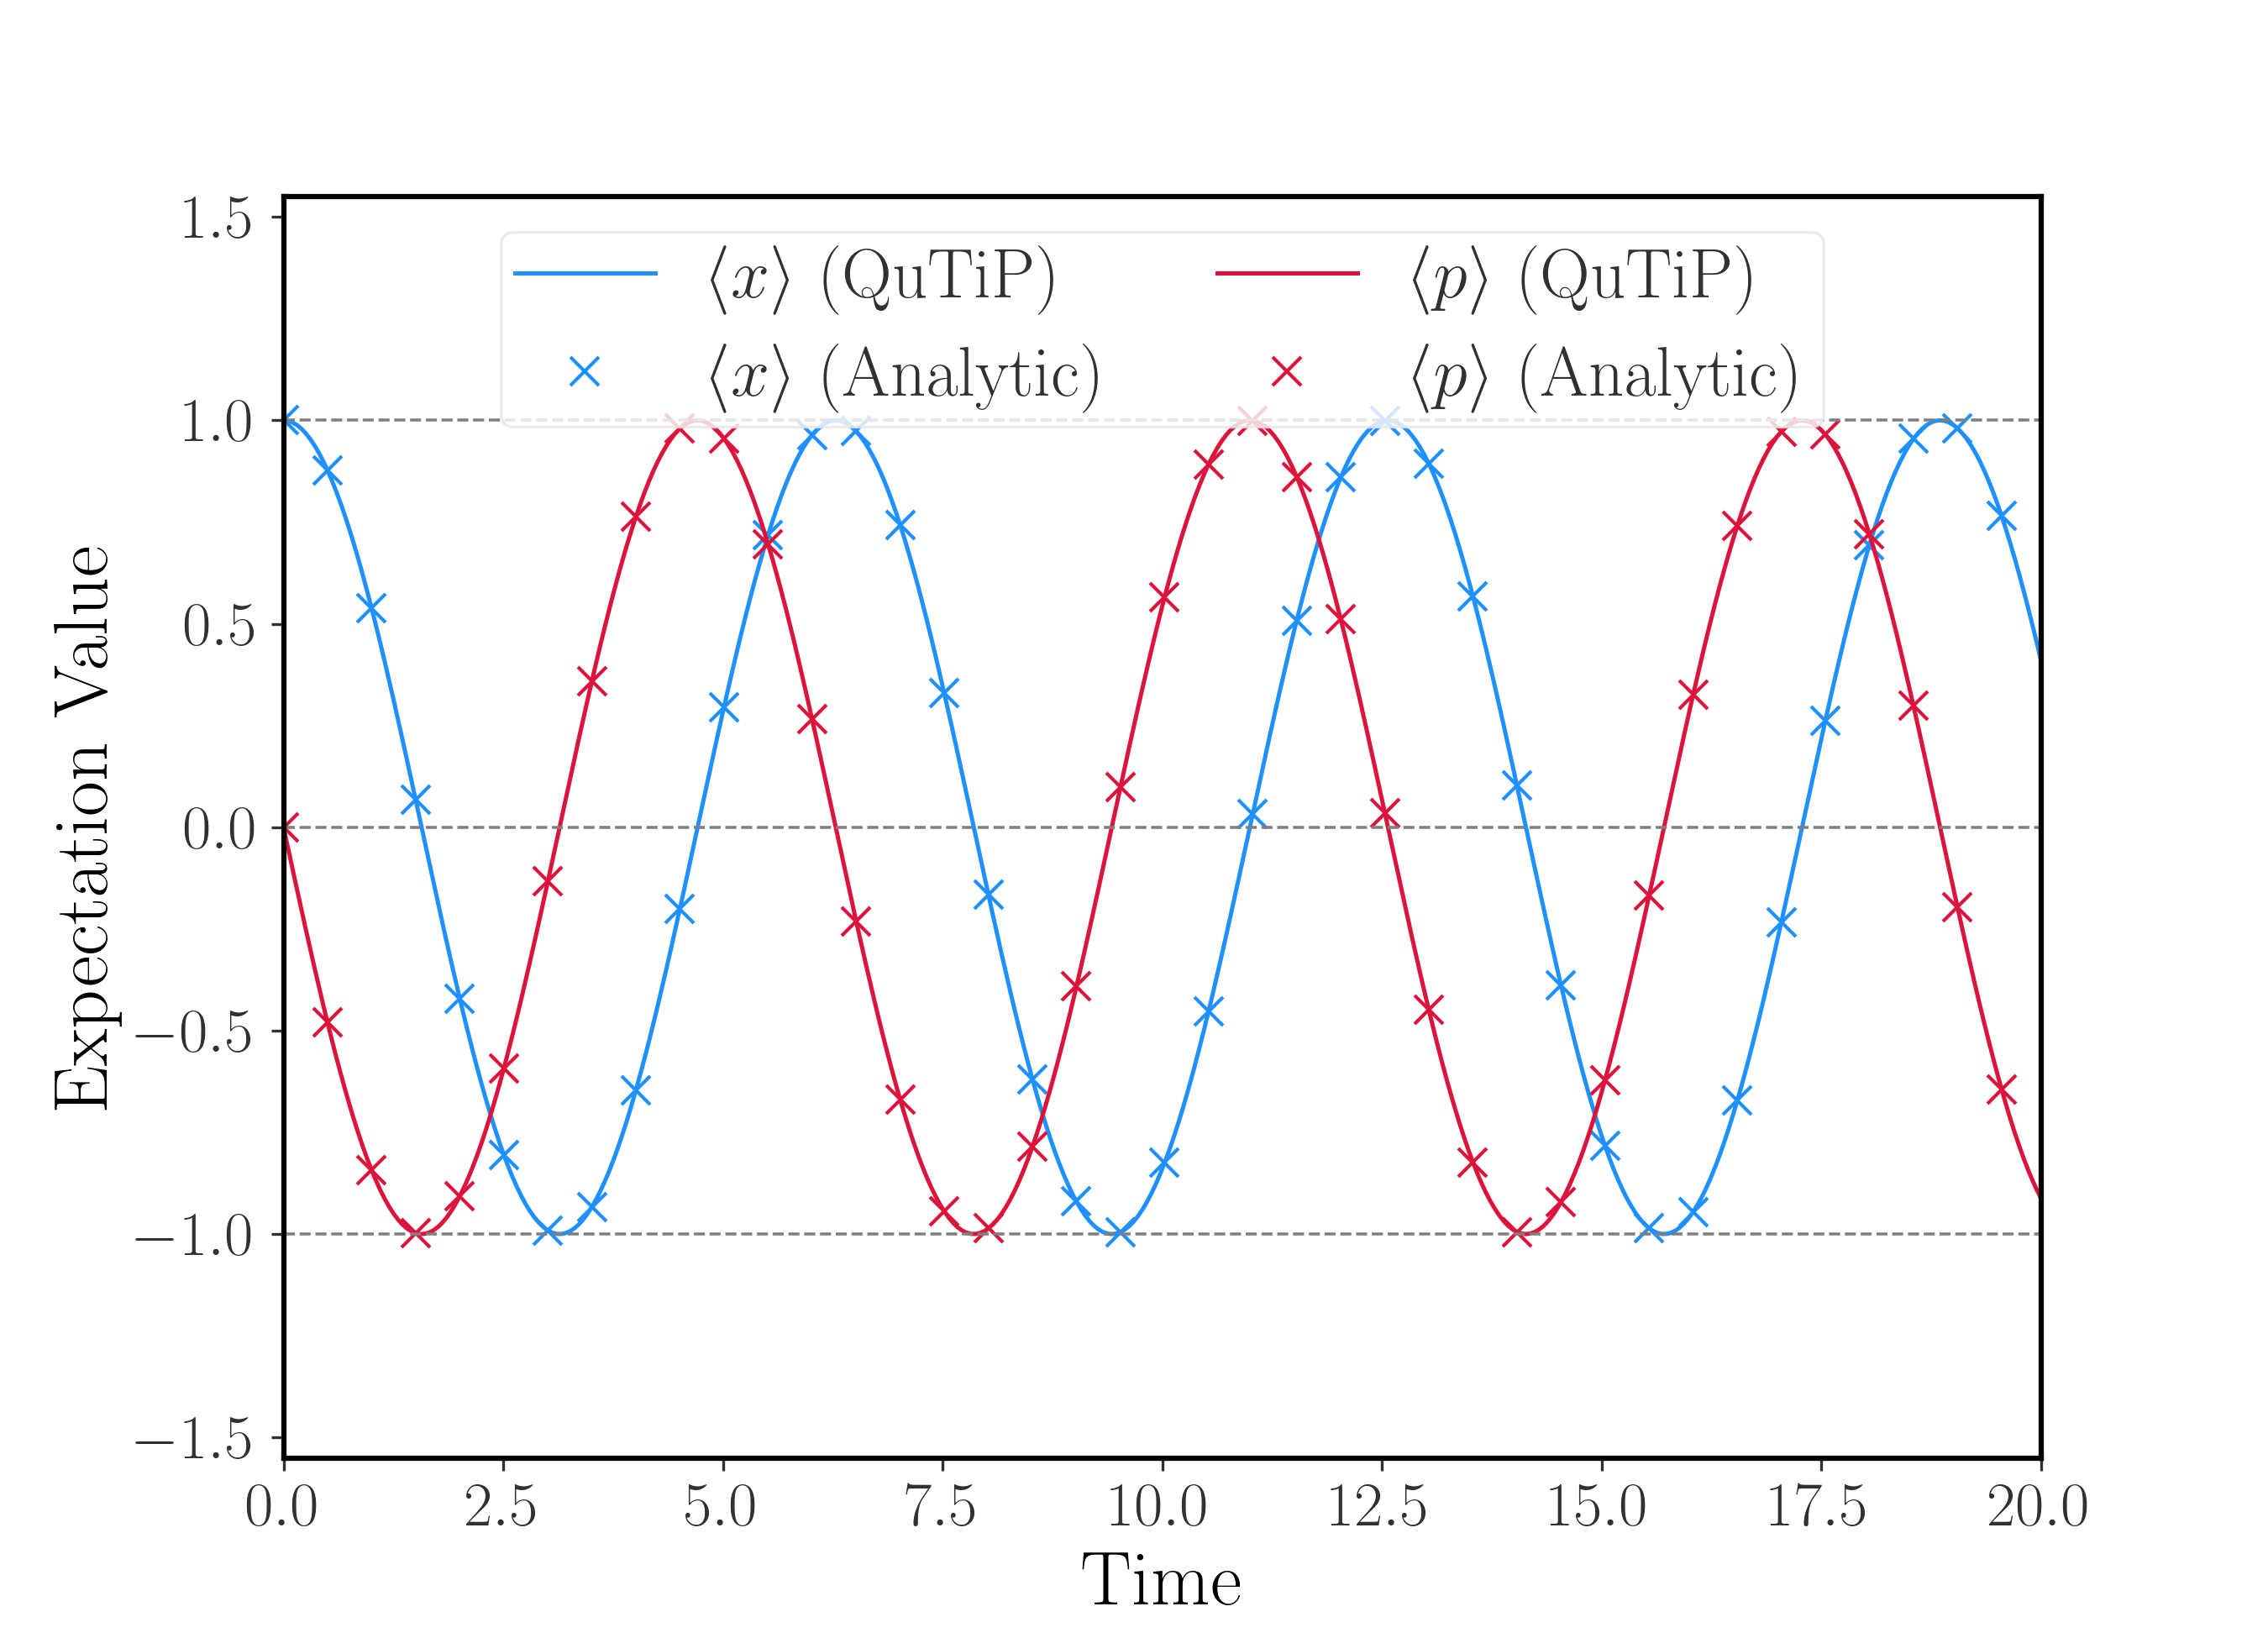 ⟨x⟩ (QuTiP)
⟨x⟩ (Analytic)
⟨p⟩ (QuTiP)
⟨p⟩ (Analytic)
Expectation Value
1.5
1.0
0.5
0.0
−0.5
−1.0
−1.5
0.0 2.5 5.0 7.5 10.0 12.5 15.0 17.5 20.0
Time